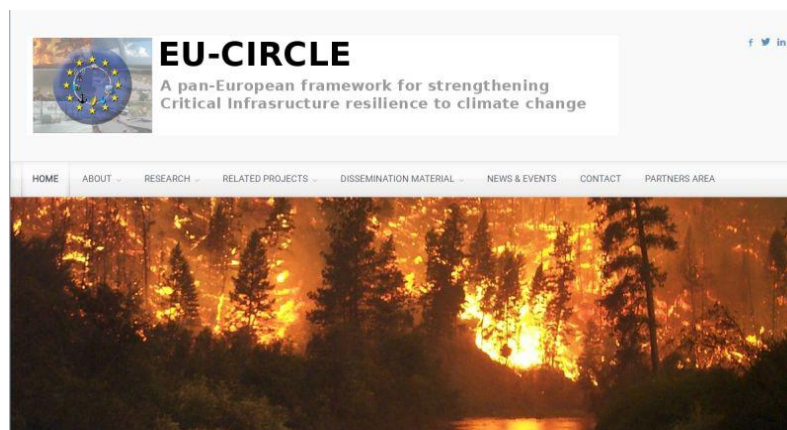 EU-CIRCLE
A pan-European framework for strengthening
Critical Infrasructure resilience to climate change
HOME ABOUT RESEARCH RELATED PROJECTS DISSEMINATION MATERIAL NEWS & EVENTS CONTACT PARTNERS AREA